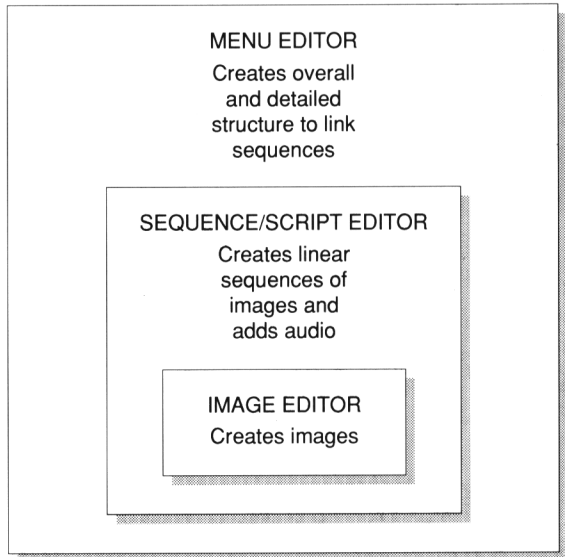 MENU EDITOR
Creates overall
and detailed
structure to link
sequences
SEQUENCE/SCRIPT EDITOR
Creates linear
sequences of
images and
adds audio
IMAGE EDITOR
Creates images